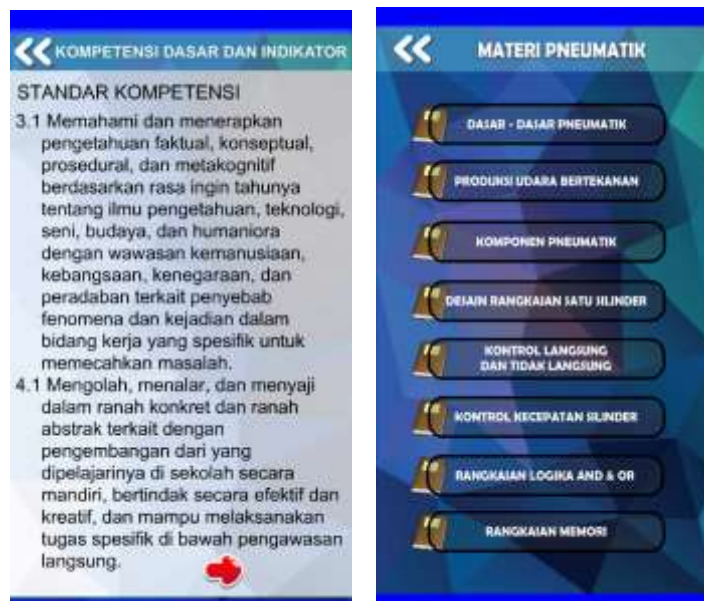 KOMPETENSI DASAR DAN INDIKATOR
STANDAR KOMPETENSI
3.1 Memahami dan menerapkan
pengetahuan faktual, konseptual,
prosedural, dan metakognitif
berdasarkan rasa ingin tahunya
tentang ilmu pengetahuan, teknologi,
seni, budaya, dan humaniora
dengan wawasan kemanusiaan,
kebangsaan, kenegaraan, dan
peradaban terkait penyebab
fenomena dan kejadian dalam
bidang kerja yang spesifik untuk
memecahkan masalah.
4.1 Mengolah, menalar, dan menyaji
dalam ranah konkret dan ranah
abstrak terkait dengan
pengembangan dari yang
dipelajarinya di sekolah secara
mandiri, bertindak secara efektif dan
kreatif, dan mampu melaksanakan
tugas spesifik di bawah pengawasan
langsung.
MATERI PNEUMATIK
DASAR - DASAR PNEUMATIK
PRODUKSI UDARA BERTEKANAN
KOMPONEN PNEUMATIK
DESAIN RANGKAIAN SATU SILINDER
KONTROL LANGSUNG
DAN TIDAK LANGSUNG
KONTROL KECEPATAN SILINDER
RANGKAIAN LOGIKA AND & OR
RANGKAIAN MEMORI